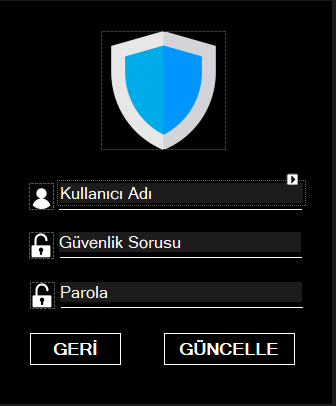 Kullanıcı Adı
Güvenlik Sorusu
Parola
GERİ
GÜNCELLE